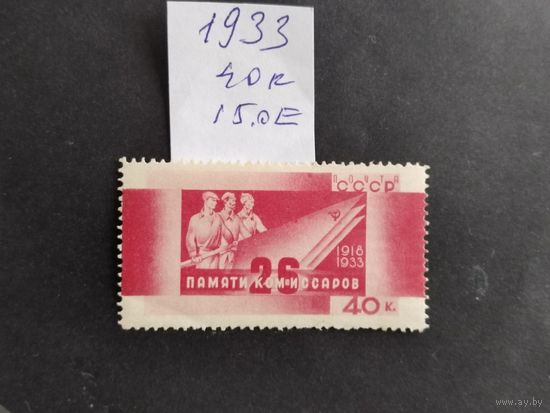 1933
40к
15.0Е
ПОЧТА
СССР
1918
1933
26
ПАМЯТИ КОМИССАРОВ
40 К.
www.ay.by